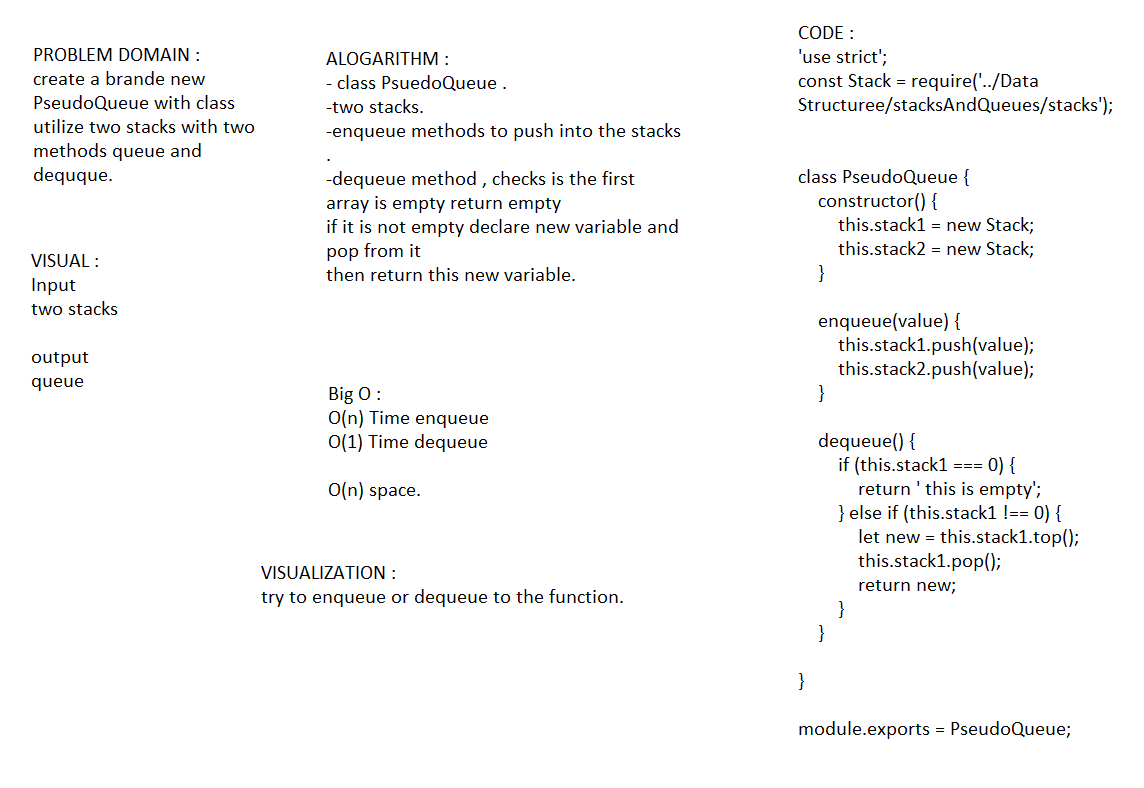 PROBLEM DOMAIN :
create a brande new
PseudoQueue with class
utilize two stacks with two
methods queue and
dequque.
VISUAL :
Input
two stacks
output
queue
ALOGARITHM :
- class PsuedoQueue .
-two stacks.
-enqueue methods to push into the stacks
.
-dequeue method , checks is the first
array is empty return empty
if it is not empty declare new variable and
pop from it
then return this new variable.
Big O :
O(n) Time enqueue
O(1) Time dequeue
O(n) space.
VISUALIZATION :
try to enqueue or dequeue to the function.
CODE :
'use strict';
const Stack = require('../Data
Structuree/stacksAndQueues/stacks');
class PseudoQueue {
constructor() {
this.stack1 = new Stack;
this.stack2 = new Stack;
}
enqueue(value) {
this.stack1.push(value);
this.stack2.push(value);
}
dequeue() {
if (this.stack1 === 0) {
return ' this is empty';
} else if (this.stack1 !== 0) {
let new = this.stack1.top();
this.stack1.pop();
return new;
}
}
}
module.exports = PseudoQueue;